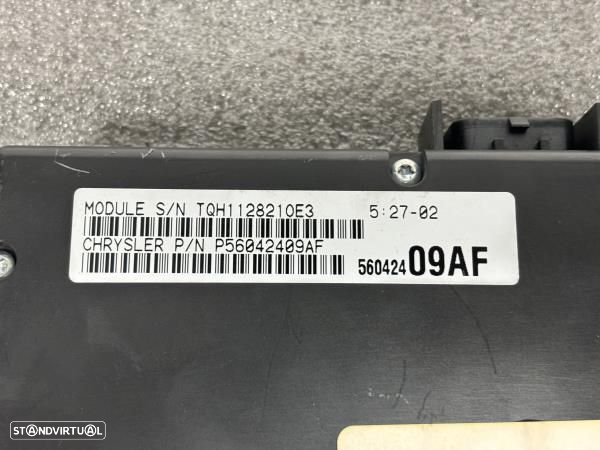 MODULE S/N TQH1128210E3 5:27-02
CHRYSLER P/N P56042409AF
56042409AF
STANDVIRTUAL